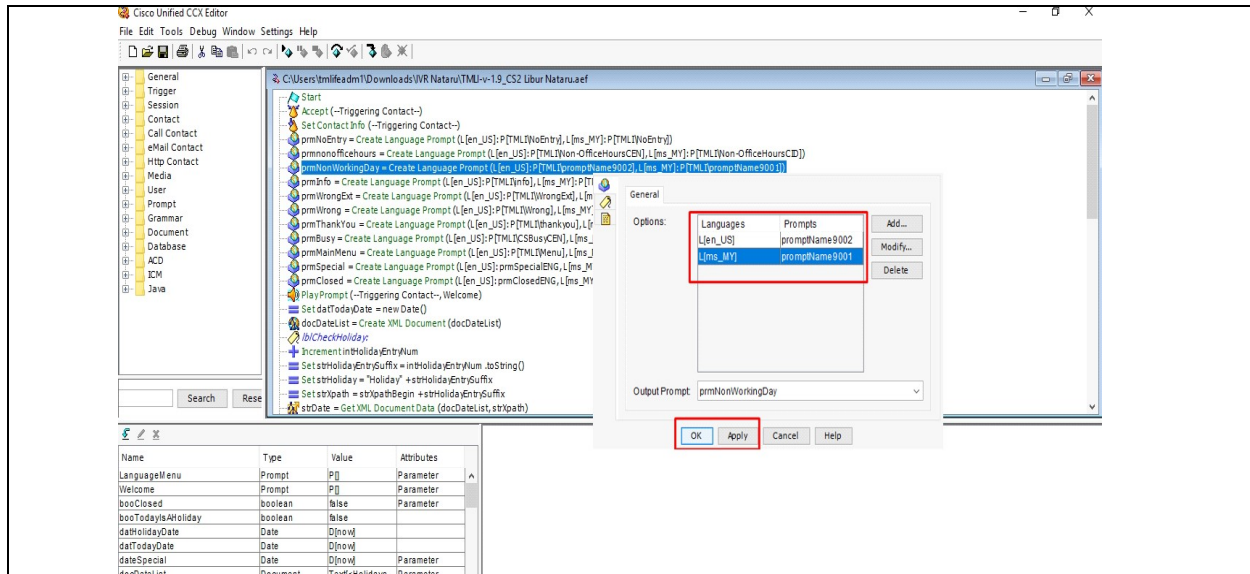 Cisco Unified CCX Editor
File Edit Tools Debug Window Settings Help
General
Trigger
Session
Contact
Call Contact
eMail Contact
Http Contact
Media
User
Prompt
Grammar
Document
Database
ACD
ICM
Java
Search Rese
C:\Users\tmlifeadm1\Downloads\IVR Nataru\TMLI-v-1.9_CS2 Libur Nataru.aef
Start
Accept (--Triggering Contact--)
Set Contact Info (--Triggering Contact--)
prmNoEntry = Create Language Prompt (L[en_US]: P[TMLI\NoEntry], L[ms_MY]: P[TMLI\NoEntry])
prmnonofficehours = Create Language Prompt (L[en_US]: P[TMLI\Non-OfficeHoursCEN], L[ms_MY]: P[TMLI\Non-OfficeHoursCID])
prmNonWorkingDay = Create Language Prompt (L[en_US]: P[TMLI\promptName9002], L[ms_MY]: P[TMLI\promptName9001])
prmInfo = Create Language Prompt (L[en_US]: P[TMLI\info], L[ms_MY]: P[T
prmWrongExt = Create Language Prompt (L[en_US]: P[TMLI\WrongExt], L[m
prmWrong = Create Language Prompt (L[en_US]: P[TMLI\Wrong], L[ms_MY]
prmThankYou = Create Language Prompt (L[en_US]: P[TMLI\thankyou], L[
prmBusy = Create Language Prompt (L[en_US]: P[TMLI\CSBusyCEN], L[ms_
prmMainMenu = Create Language Prompt (L[en_US]: P[TMLI\Menu], L[ms_
prmSpecial = Create Language Prompt (L[en_US]: prmSpecialENG, L[ms_M
prmClosed = Create Language Prompt (L[en_US]: prmClosedENG, L[ms_MY
Play Prompt (--Triggering Contact--, Welcome)
Set datTodayDate = new Date()
docDateList = Create XML Document (docDateList)
lblCheckHoliday:
Increment intHolidayEntryNum
Set strHolidayEntrySuffix = intHolidayEntryNum .toString()
Set strHoliday = "Holiday" + strHolidayEntrySuffix
Set strXpath = strXpathBegin + strHolidayEntrySuffix
strDate = Get XML Document Data (docDateList, strXpath)
General
Options:
Languages Prompts
L[en_US] promptName9002
L[ms_MY] promptName9001
Add...
Modify...
Delete
Output Prompt: prmNonWorkingDay
OK Apply Cancel Help
Name Type Value Attributes
LanguageMenu Prompt P[] Parameter
Welcome Prompt P[] Parameter
booClosed boolean false Parameter
booTodayIsAHoliday boolean false
datHolidayDate Date D[now]
datTodayDate Date D[now]
dateSpecial Date D[now] Parameter
docDateList Document Parameter